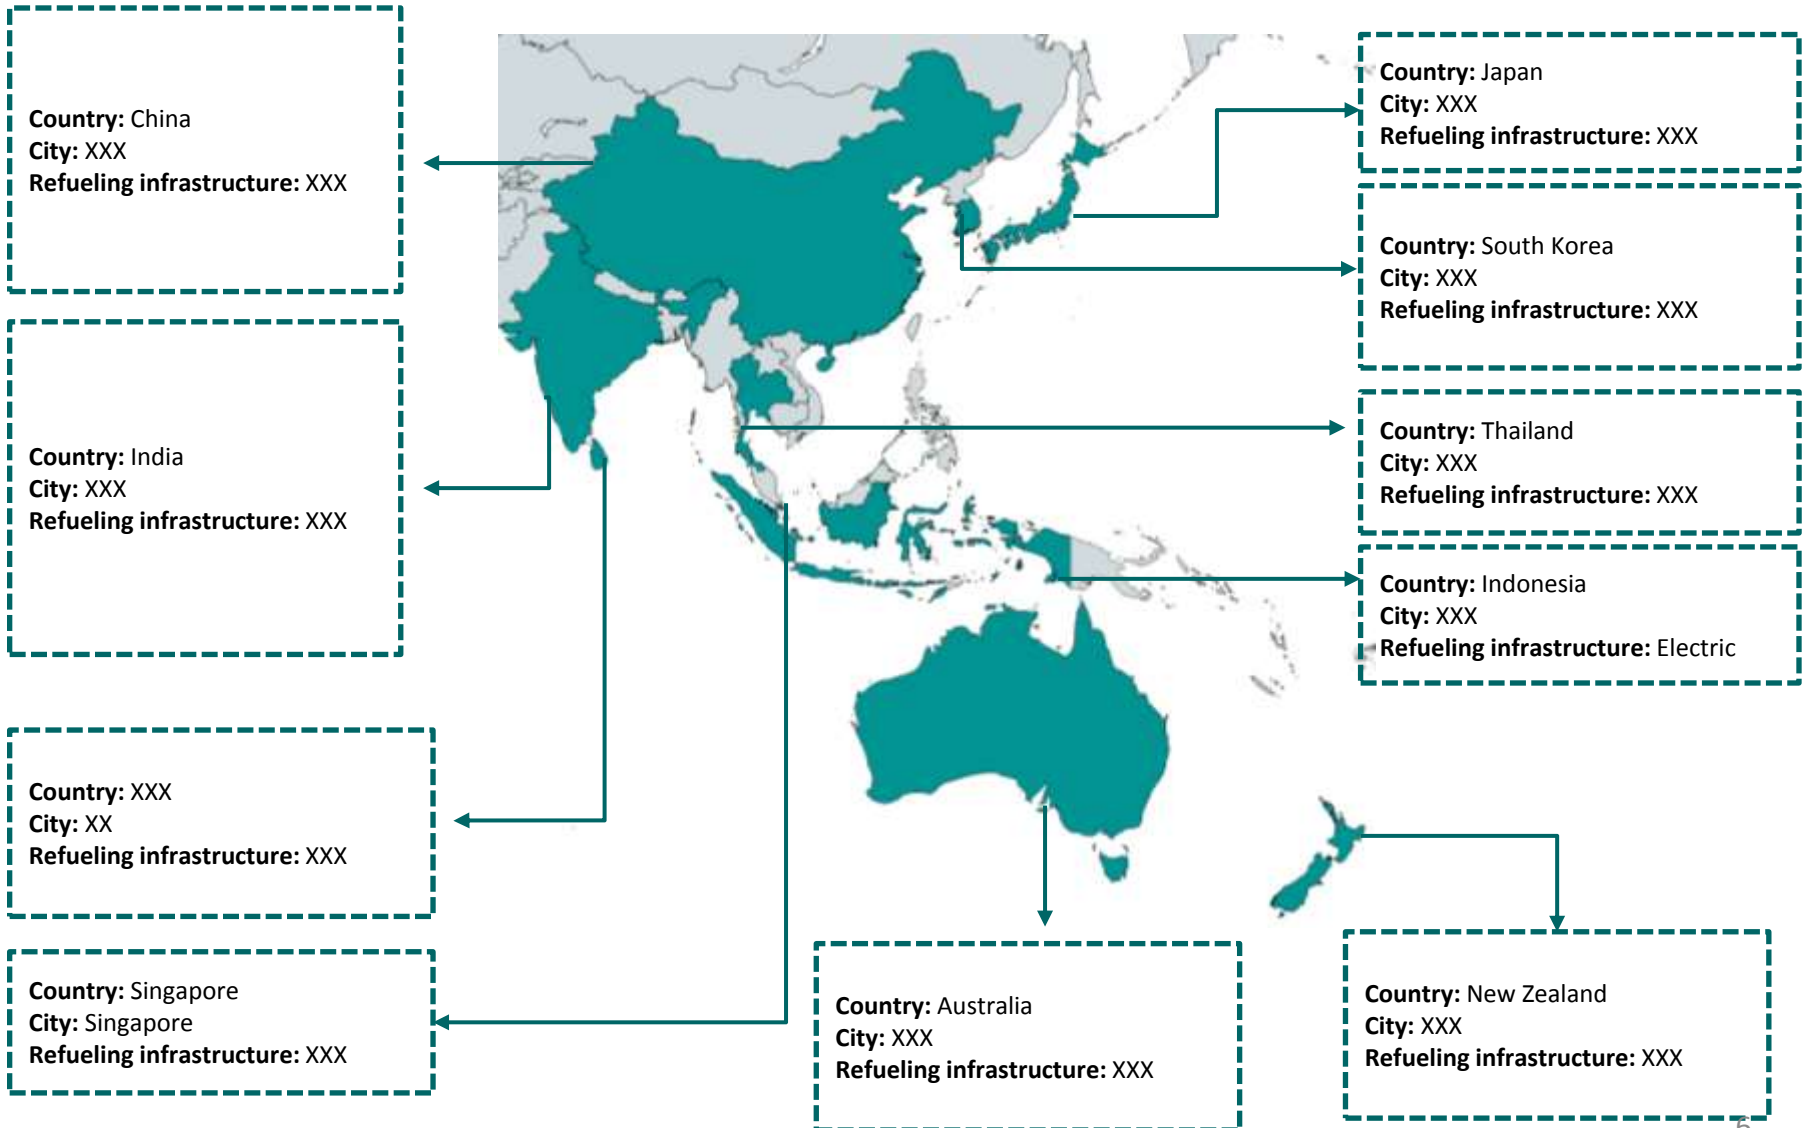 Country: China
City: XXX
Refueling infrastructure: XXX
Country: India
City: XXX
Refueling infrastructure: XXX
Country: XXX
City: XX
Refueling infrastructure: XXX
Country: Singapore
City: Singapore
Refueling infrastructure: XXX
Country: Japan
City: XXX
Refueling infrastructure: XXX
Country: South Korea
City: XXX
Refueling infrastructure: XXX
Country: Thailand
City: XXX
Refueling infrastructure: XXX
Country: Indonesia
City: XXX
Refueling infrastructure: Electric
Country: Australia
City: XXX
Refueling infrastructure: XXX
Country: New Zealand
City: XXX
Refueling infrastructure: XXX